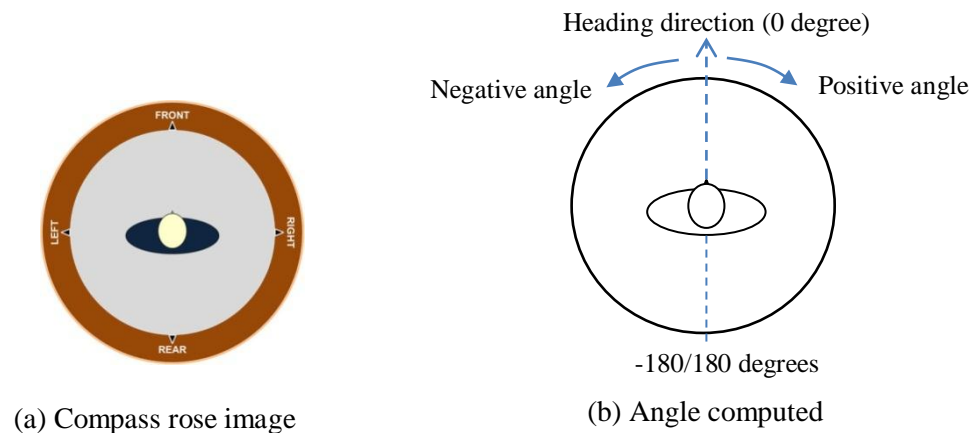 FRONT
LEFT
RIGHT
REAR
(a) Compass rose image
Heading direction (0 degree)
Negative angle
Positive angle
-180/180 degrees
(b) Angle computed